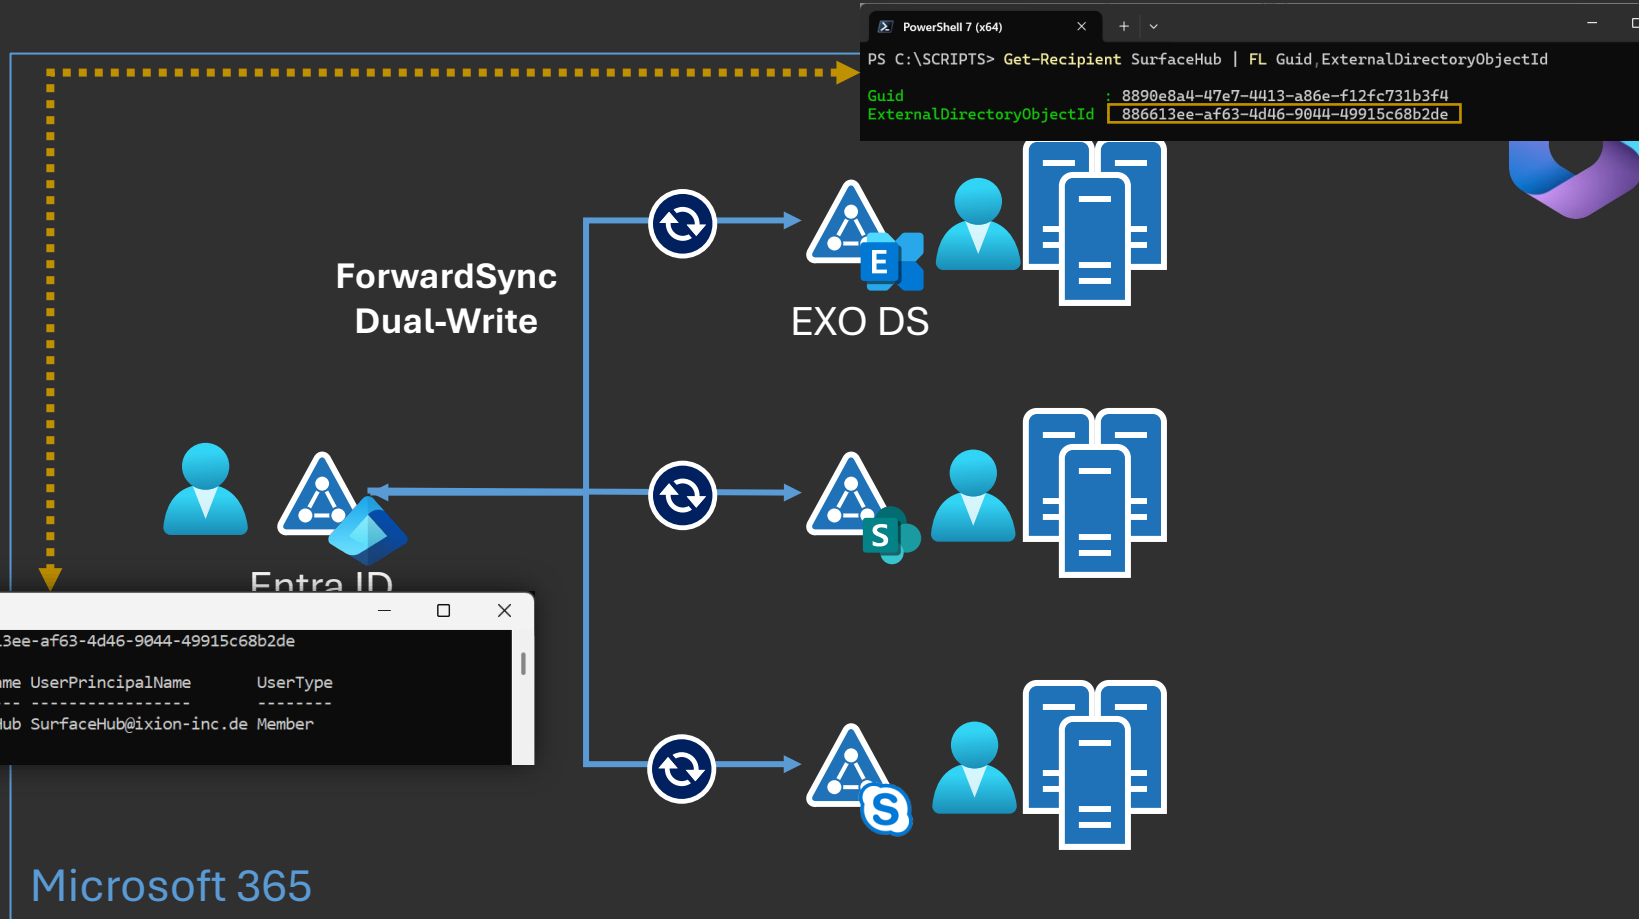 PowerShell 7 (x64)
PS C:\SCRIPTS> Get-Recipient SurfaceHub | FL Guid,ExternalDirectoryObjectId
Guid : 8890e8a4-47e7-4413-a86e-f12fc731b3f4
ExternalDirectoryObjectId : 886613ee-af63-4d46-9044-49915c68b2de
ForwardSync
Dual-Write
E
EXO DS
S
Entra ID
3ee-af63-4d46-9044-49915c68b2de
ame UserPrincipalName UserType
--- ----------------- --------
Hub SurfaceHub@ixion-inc.de Member
S
Microsoft 365